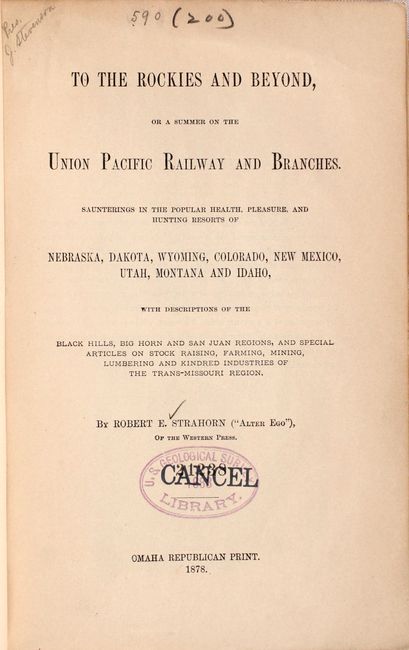 Pres.
J. Stevenson
590 (200)
TO THE ROCKIES AND BEYOND,
OR A SUMMER ON THE
UNION PACIFIC RAILWAY AND BRANCHES.
SAUNTERINGS IN THE POPULAR HEALTH, PLEASURE, AND
HUNTING RESORTS OF
NEBRASKA, DAKOTA, WYOMING, COLORADO, NEW MEXICO,
UTAH, MONTANA AND IDAHO,
WITH DESCRIPTIONS OF THE
BLACK HILLS, BIG HORN AND SAN JUAN REGIONS, AND SPECIAL
ARTICLES ON STOCK RAISING, FARMING, MINING,
LUMBERING AND KINDRED INDUSTRIES OF
THE TRANS-MISSOURI REGION.
BY ROBERT E. STRAHORN ("ALTER EGO"),
OF THE WESTERN PRESS.
U.S. GEOLOGICAL SURVEY
CANCEL
LIBRARY.
OMAHA REPUBLICAN PRINT.
1878.